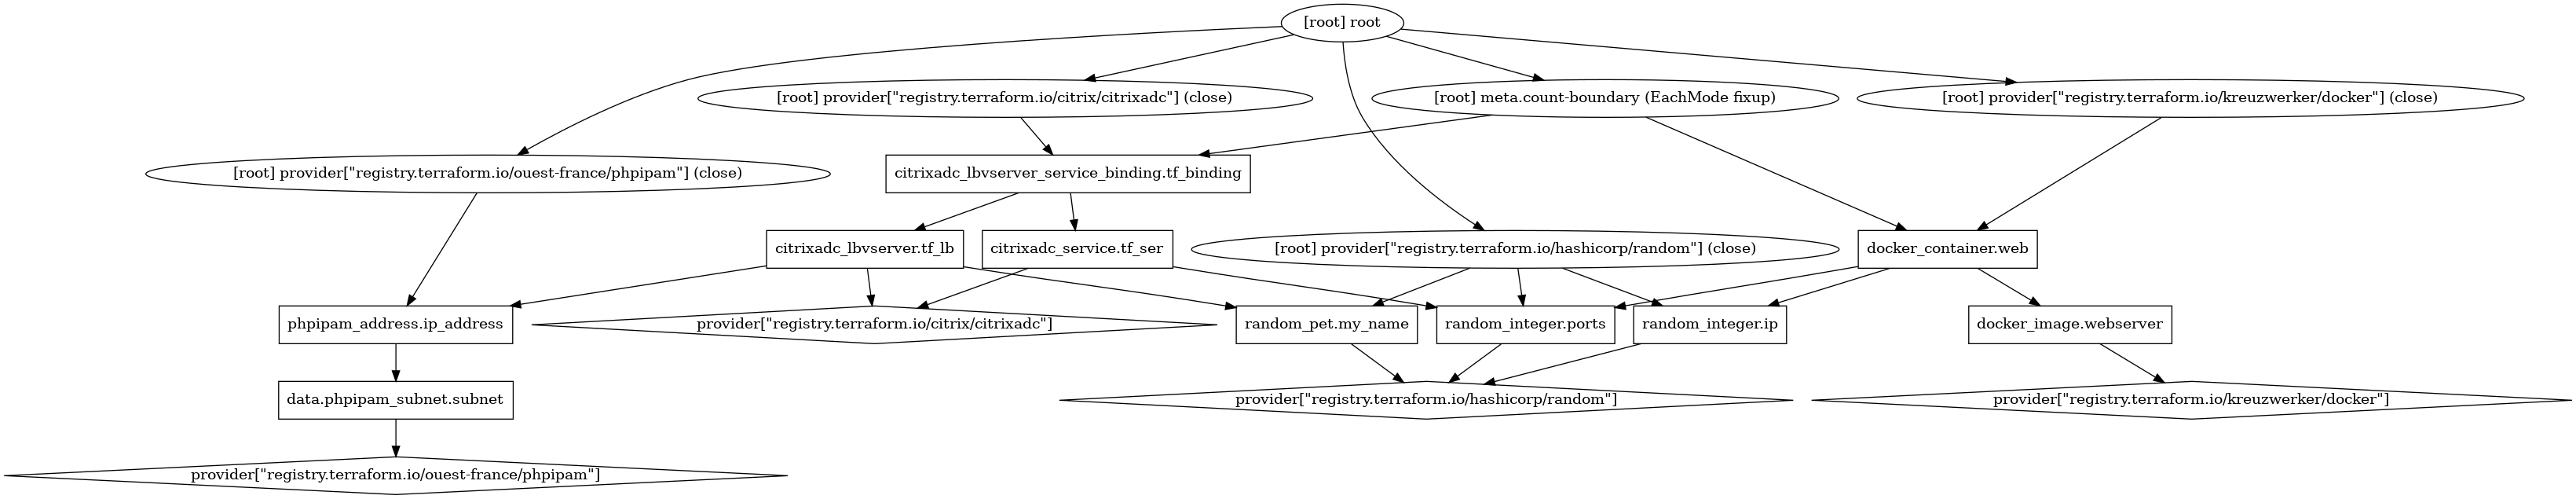 [root] root
[root] provider["registry.terraform.io/citrix/citrixadc"] (close)
[root] meta.count-boundary (EachMode fixup)
[root] provider["registry.terraform.io/kreuzwerker/docker"] (close)
[root] provider["registry.terraform.io/ouest-france/phpipam"] (close)
citrixadc_lbvserver_service_binding.tf_binding
citrixadc_lbvserver.tf_lb
citrixadc_service.tf_ser
[root] provider["registry.terraform.io/hashicorp/random"] (close)
docker_container.web
phpipam_address.ip_address
provider["registry.terraform.io/citrix/citrixadc"]
random_pet.my_name
random_integer.ports
random_integer.ip
docker_image.webserver
data.phpipam_subnet.subnet
provider["registry.terraform.io/hashicorp/random"]
provider["registry.terraform.io/kreuzwerker/docker"]
provider["registry.terraform.io/ouest-france/phpipam"]